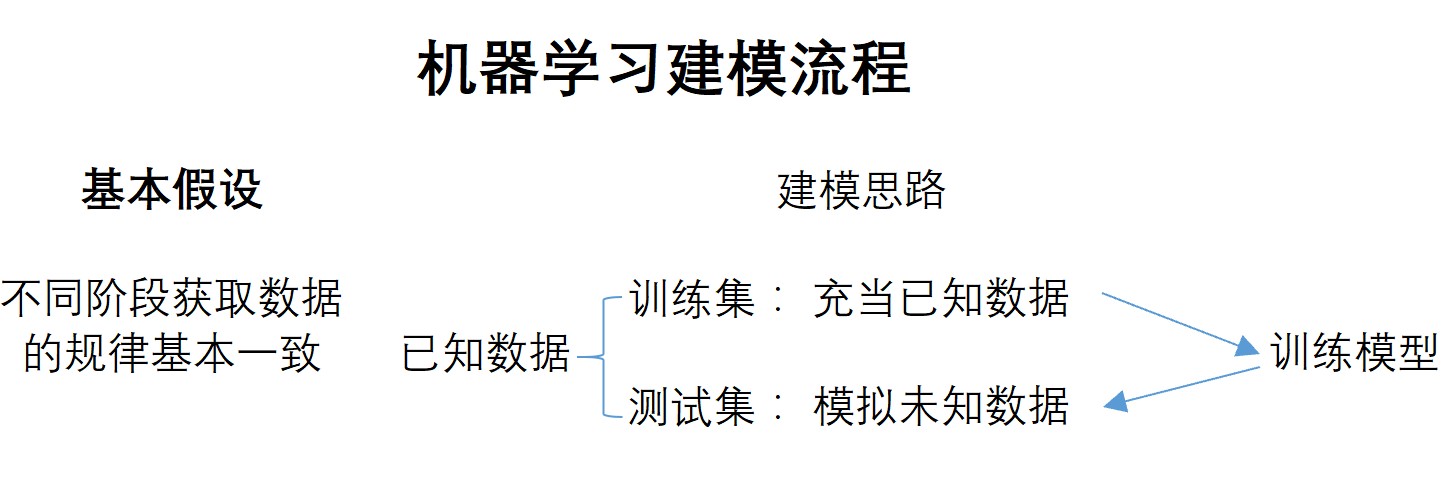 机器学习建模流程
基本假设
建模思路
不同阶段获取数据
的规律基本一致
已知数据
训练集： 充当已知数据
测试集： 模拟未知数据
训练模型